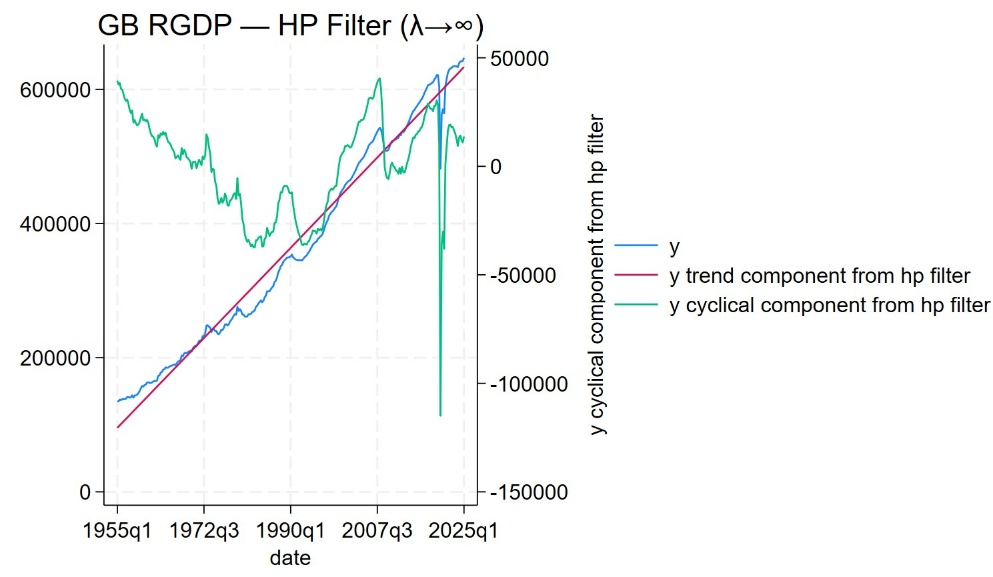 GB RGDP — HP Filter (λ→∞)
600000
400000
200000
0
50000
0
-50000
-100000
-150000
y cyclical component from hp filter
1955q1 1972q3 1990q1 2007q3 2025q1
date
y
y trend component from hp filter
y cyclical component from hp filter